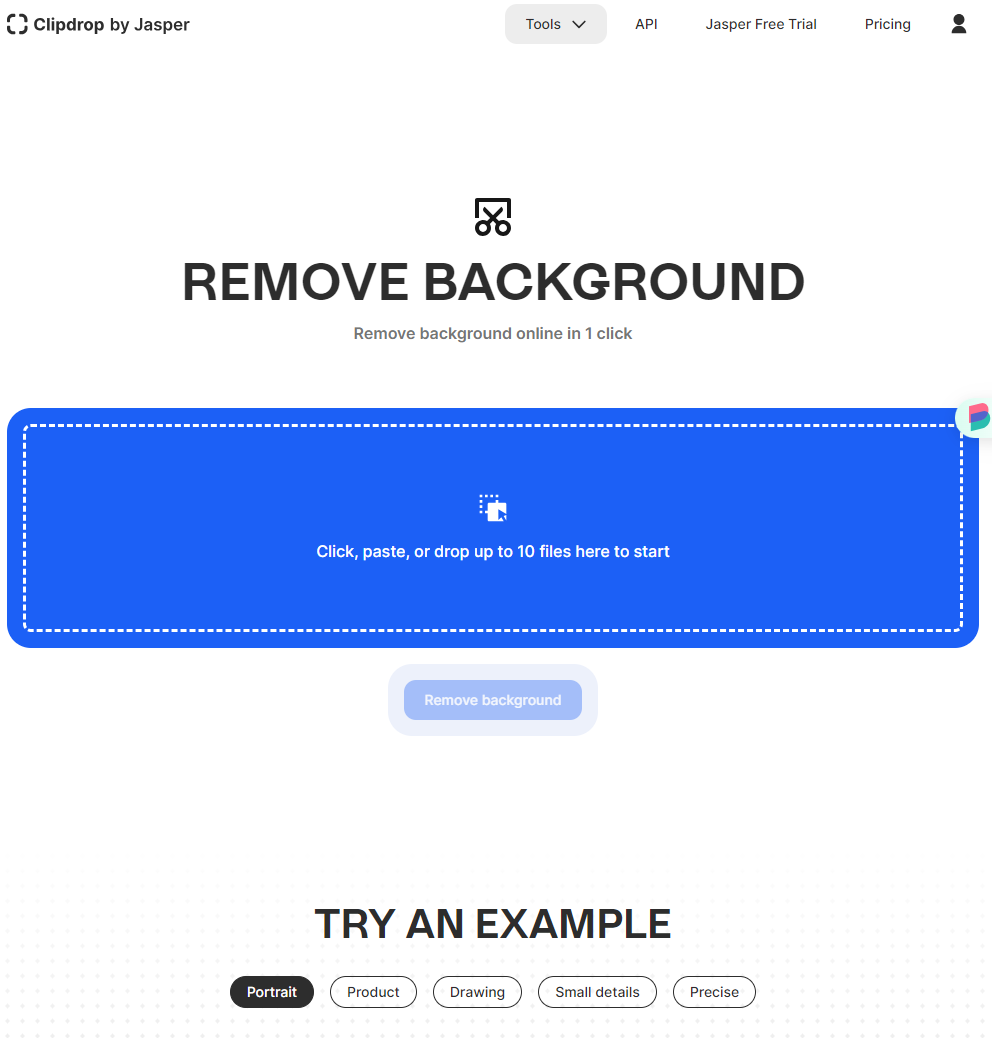 Clipdrop by Jasper
Tools
API
Jasper Free Trial
Pricing
REMOVE BACKGROUND
Remove background online in 1 click
Click, paste, or drop up to 10 files here to start
Remove background
TRY AN EXAMPLE
Portrait
Product
Drawing
Small details
Precise